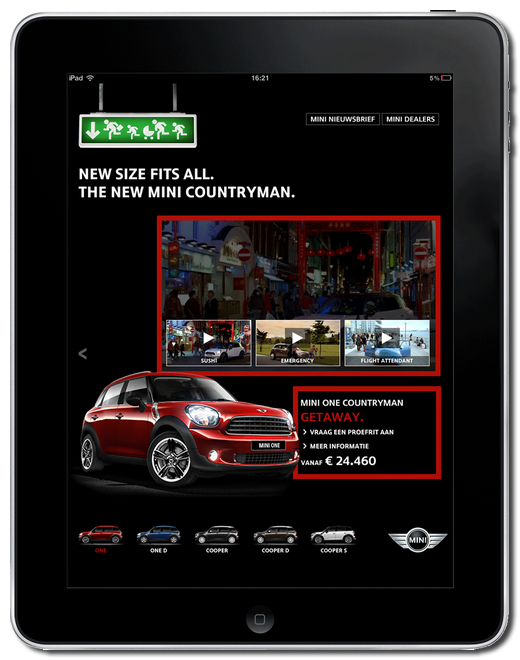 iPad
16:21
5%
MINI NIEUWSBRIEF
MINI DEALERS
NEW SIZE FITS ALL.
THE NEW MINI COUNTRYMAN.
SUSHI
EMERGENCY
FLIGHT ATTENDANT
MINI ONE COUNTRYMAN
GETAWAY.
VRAAG EEN PROEFRIT AAN
MEER INFORMATIE
VANAF € 24.460
MINI ONE
ONE
ONE D
COOPER
COOPER D
COOPER S
MINI